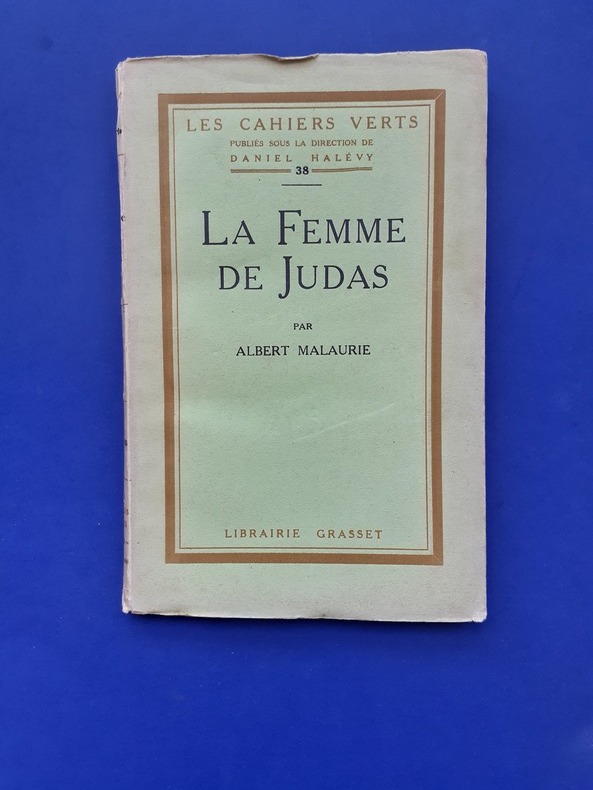 LES CAHIERS VERTS
PUBLIÉS SOUS LA DIRECTION DE
DANIEL HALÉVY
38
LA FEMME
DE JUDAS
PAR
ALBERT MALAURIE
LIBRAIRIE GRASSET